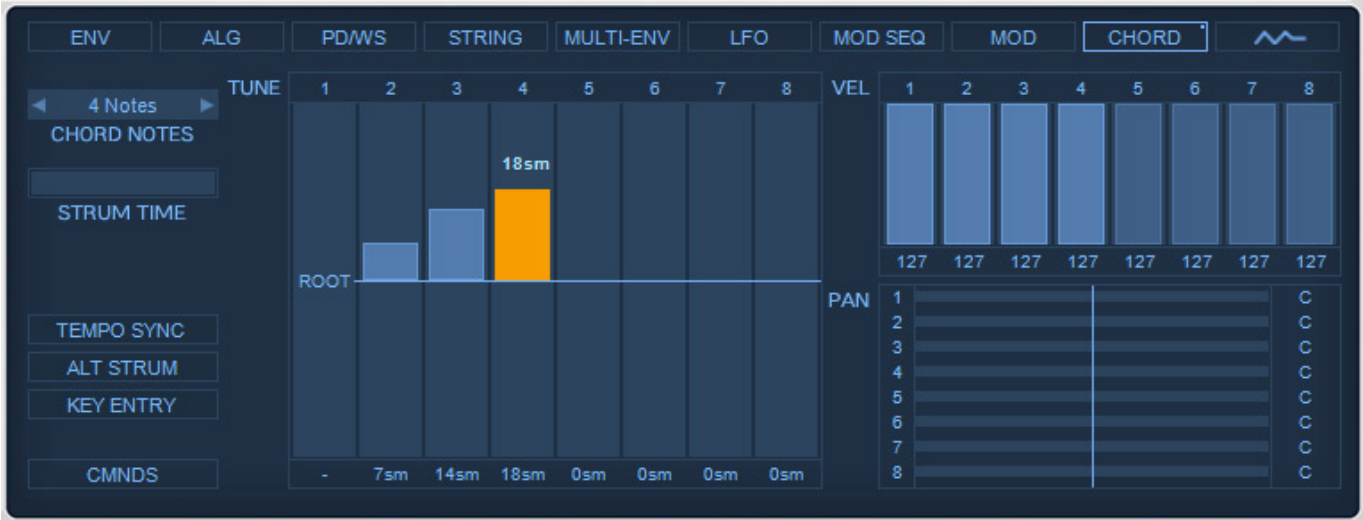 ENV ALG PD/WS STRING MULTI-ENV LFO MOD SEQ MOD CHORD
4 Notes
CHORD NOTES
STRUM TIME
TEMPO SYNC
ALT STRUM
KEY ENTRY
CMNDS
TUNE 1 2 3 4 5 6 7 8
18sm
ROOT
- 7sm 14sm 18sm 0sm 0sm 0sm 0sm
VEL 1 2 3 4 5 6 7 8
127 127 127 127 127 127 127 127
PAN 1 C
2 C
3 C
4 C
5 C
6 C
7 C
8 C